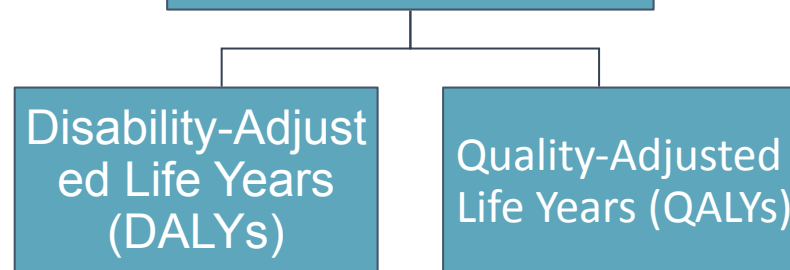 Disability-Adjust
ed Life Years
(DALYs)
Quality-Adjusted
Life Years (QALYs)